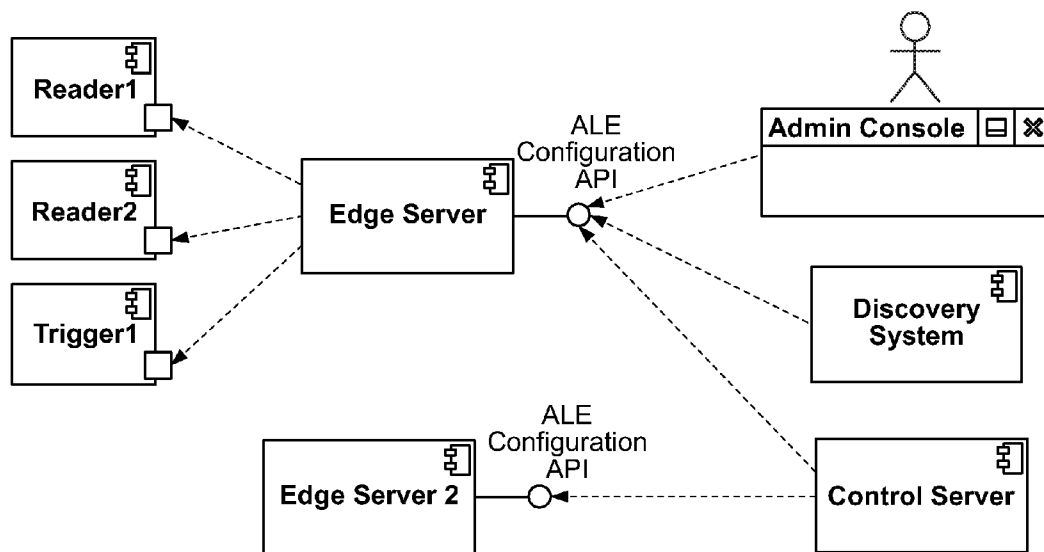 Reader1
Reader2
Trigger1
Edge Server
ALE
Configuration
API
Admin Console
Discovery
System
ALE
Configuration
API
Edge Server 2
Control Server